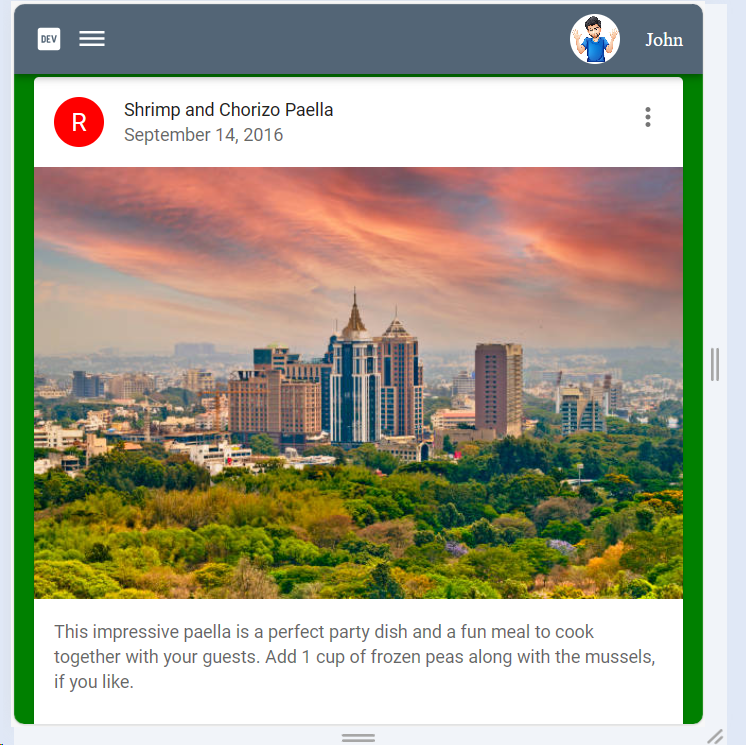 DEV
John
R
Shrimp and Chorizo Paella
September 14, 2016
This impressive paella is a perfect party dish and a fun meal to cook
together with your guests. Add 1 cup of frozen peas along with the mussels,
if you like.